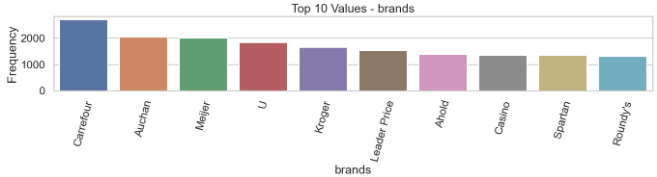 Top 10 Values - brands
Frequency
2000
1000
0
Carrefour
Auchan
Meijer
U
Kroger
Leader Price
Ahold
Casino
Spartan
Roundy's
brands